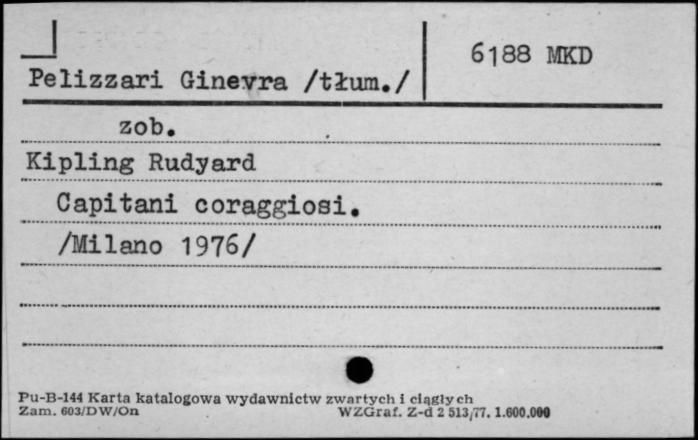 6188 MKD
Pelizzari Ginevra /tłum./
zob.
Kipling Rudyard
Capitani coraggiosi.
/Milano 1976/
Pu-B-144 Karta katalogowa wydawnictw zwartych i ciągłych
Zam. 603/DW/On WZGraf. Z-d 2 513/77. 1.600.000